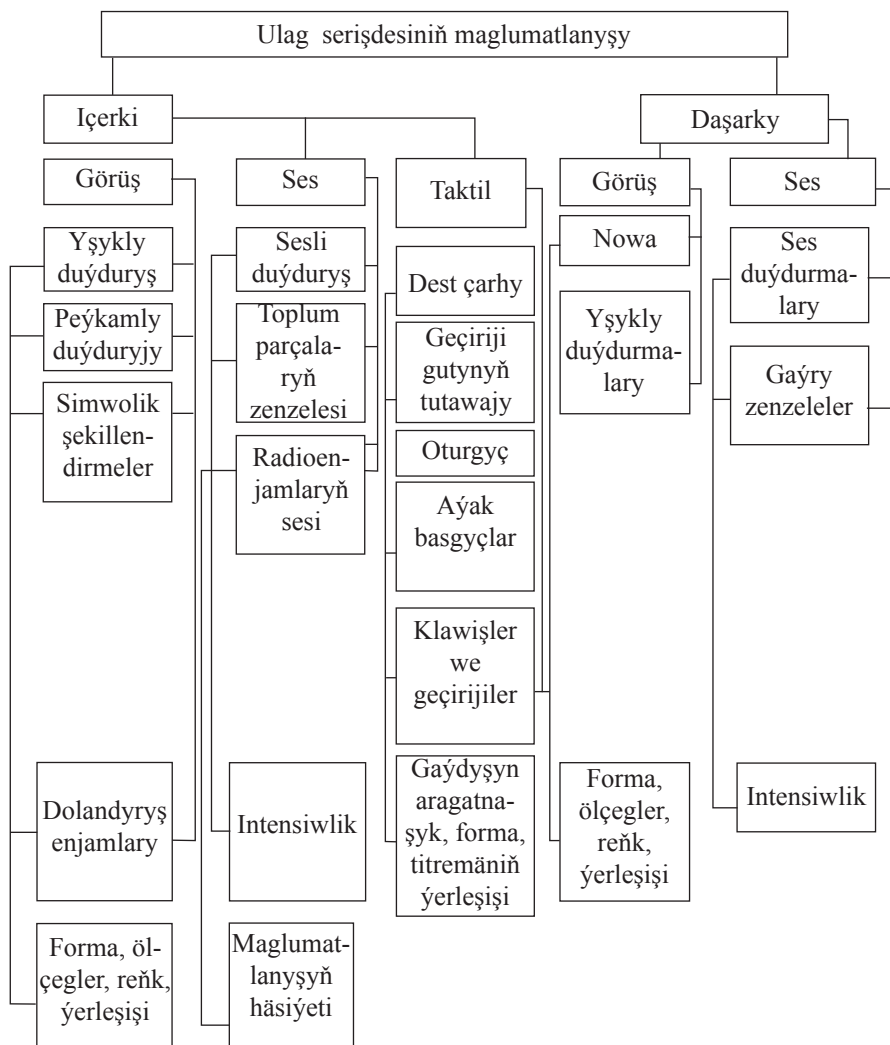 Ulag serişdesiniň maglumatlanyşy
Içerki
Daşarky
Görüş
Ses
Taktil
Görüş
Ses
Yşykly
duýduryş
Peýkamly
duýduryjy
Simwolik
şekillen-
dirmeler
Dolandyryş
enjamlary
Forma, öl-
çegler, reňk,
ýerleşişi
Sesli
duýduryş
Toplum
parçala-
ryň
zenzelesi
Radioen-
jamlaryň
sesi
Intensiwlik
Maglumat-
lanyşyň
häsiýeti
Dest çarhy
Geçiriji
gutynyň
tutawajy
Oturgyç
Aýak
basgyçlar
Klawişler
we
geçirijiler
Gaýdyşyn
aragatna-
şyk, forma,
titremäniň
ýerleşişi
Nowa
Yşykly
duýdurma-
lary
Forma,
ölçegler,
reňk,
ýerleşişi
Ses
duýdurma-
lary
Gaýry
zenzeleler
Intensiwlik